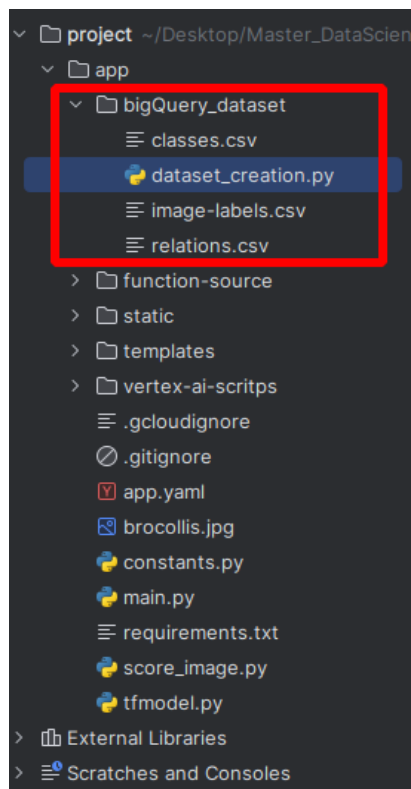 project ~/Desktop/Master_DataScien
app
bigQuery_dataset
classes.csv
dataset_creation.py
image-labels.csv
relations.csv
function-source
static
templates
vertex-ai-scritps
.gcloudignore
.gitignore
app.yaml
brocollis.jpg
constants.py
main.py
requirements.txt
score_image.py
tfmodel.py
External Libraries
Scratches and Consoles